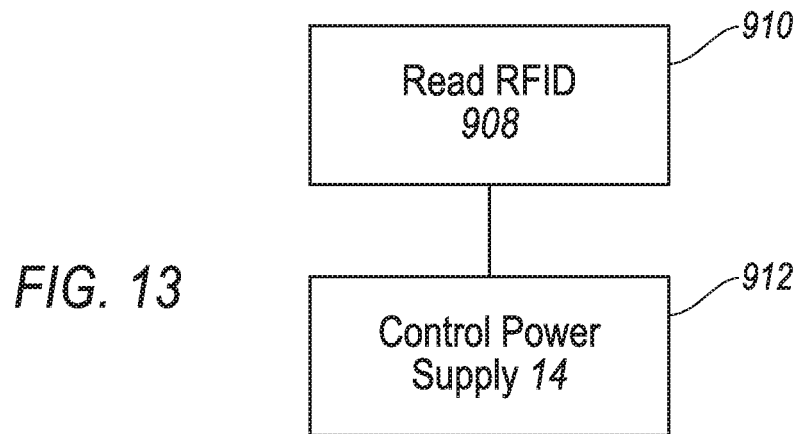 910
Read RFID
908
FIG. 13
912
Control Power
Supply 14